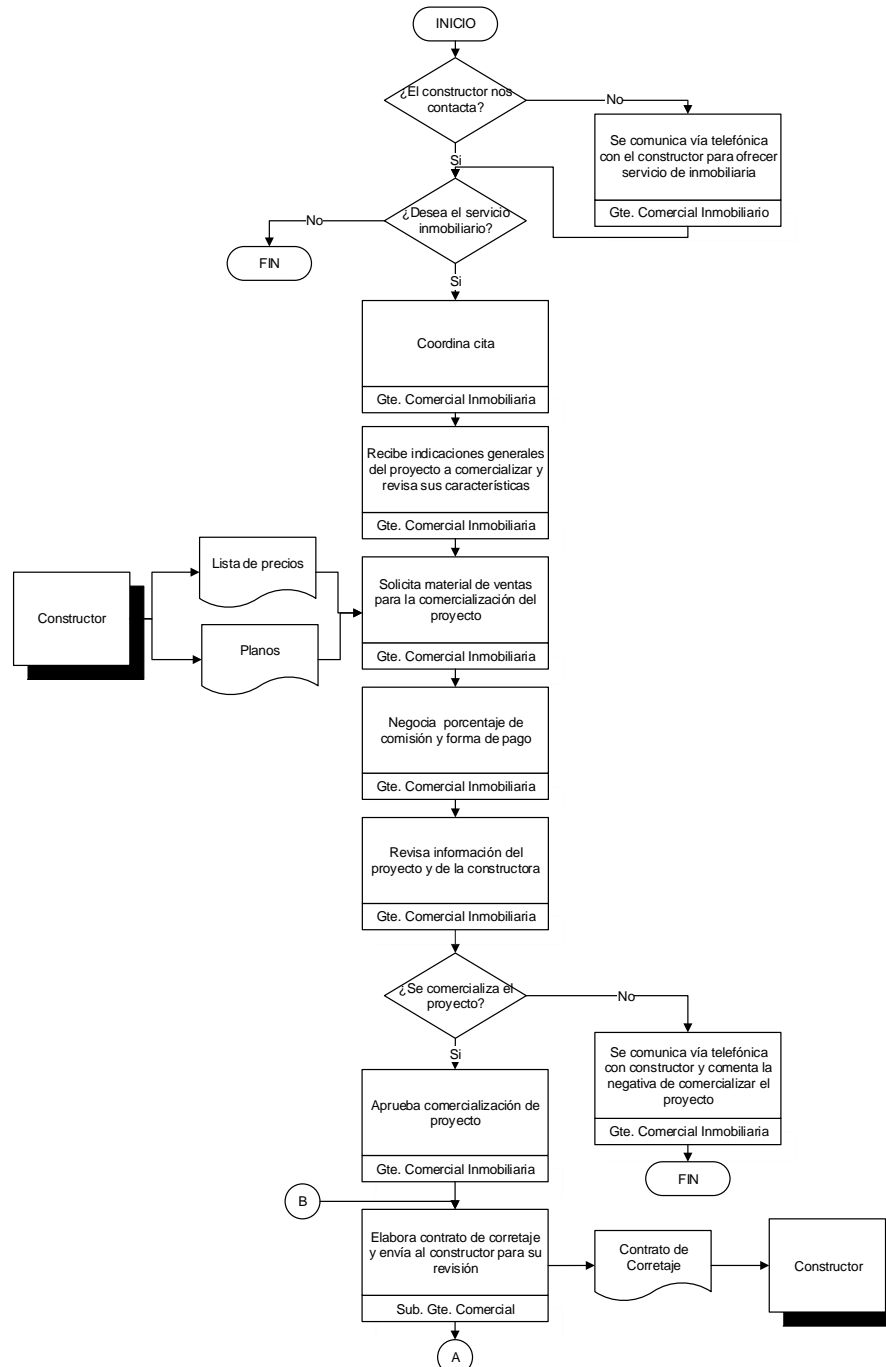 INICIO
¿El constructor nos
contacta?
No
Se comunica vía telefónica
con el constructor para ofrecer
servicio de inmobiliaria
Gte. Comercial Inmobiliario
Si
¿Desea el servicio
inmobiliario?
No
FIN
Si
Coordina cita
Gte. Comercial Inmobiliaria
Recibe indicaciones generales
del proyecto a comercializar y
revisa sus características
Gte. Comercial Inmobiliaria
Constructor
Lista de precios
Planos
Solicita material de ventas
para la comercialización del
proyecto
Gte. Comercial Inmobiliaria
Negocia porcentaje de
comisión y forma de pago
Gte. Comercial Inmobiliaria
Revisa información del
proyecto y de la constructora
Gte. Comercial Inmobiliaria
¿Se comercializa el
proyecto?
No
Se comunica vía telefónica
con constructor y comenta la
negativa de comercializar el
proyecto
Gte. Comercial Inmobiliaria
FIN
Si
Aprueba comercialización de
proyecto
Gte. Comercial Inmobiliaria
B
Elabora contrato de corretaje
y envía al constructor para su
revisión
Sub. Gte. Comercial
Contrato de
Corretaje
Constructor
A